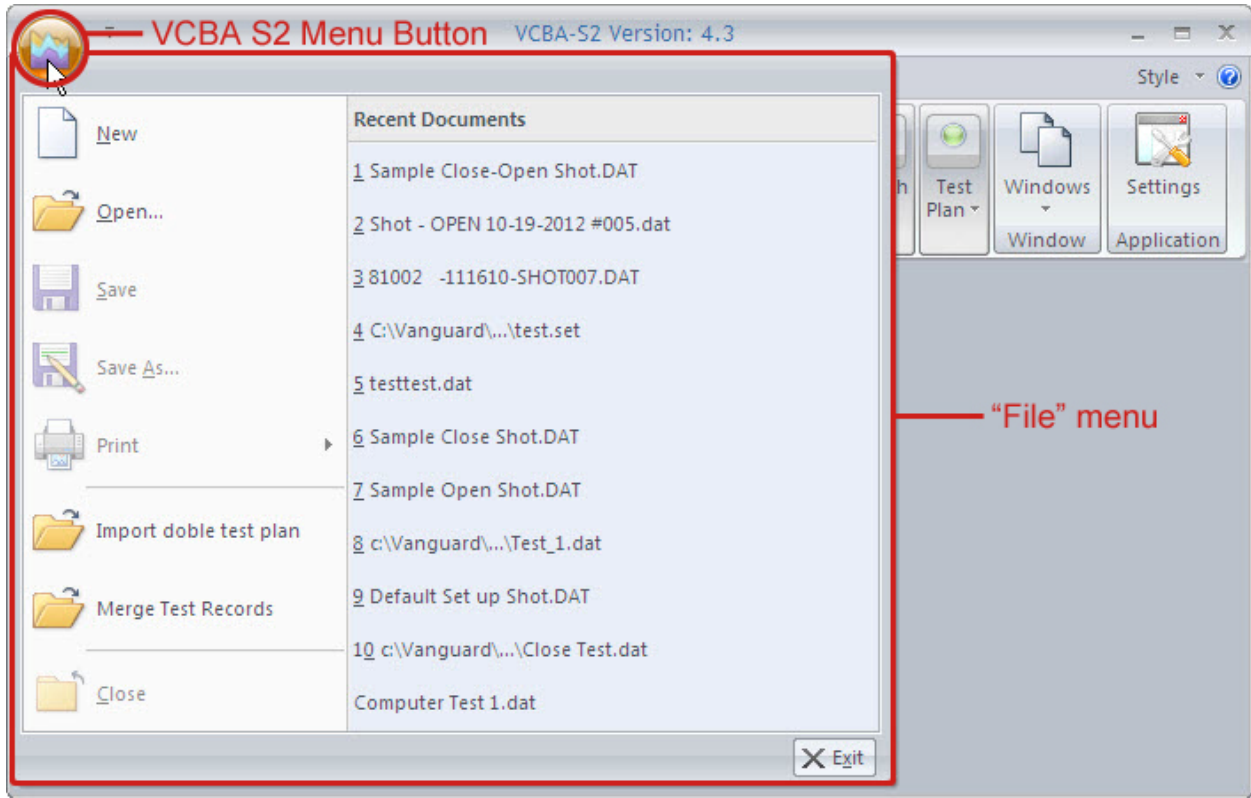 VCBA S2 Menu Button
VCBA-S2 Version: 4.3
Style
New
Open...
Save
Save As...
Print
Import doble test plan
Merge Test Records
Close
Recent Documents
1 Sample Close-Open Shot.DAT
2 Shot - OPEN 10-19-2012 #005.dat
3 81002   -111610-SHOT007.DAT
4 C:\Vanguard\...\test.set
5 testtest.dat
6 Sample Close Shot.DAT
7 Sample Open Shot.DAT
8 c:\Vanguard\...\Test_1.dat
9 Default Set up Shot.DAT
10 c:\Vanguard\...\Close Test.dat
Computer Test 1.dat
Exit
Test
Plan
Windows
Window
Settings
Application
“File” menu